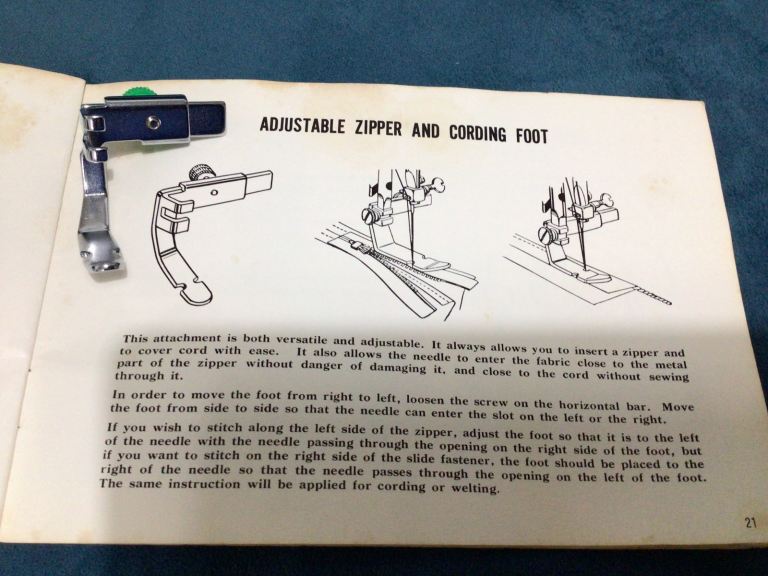 ADJUSTABLE ZIPPER AND CORDING FOOT
This attachment is both versatile and adjustable. It always allows you to insert a zipper and
to cover cord with ease. It also allows the needle to enter the fabric close to the metal
part of the zipper without danger of damaging it, and close to the cord without sewing
through it.
In order to move the foot from right to left, loosen the screw on the horizontal bar. Move
the foot from side to side so that the needle can enter the slot on the left or the right.
If you wish to stitch along the left side of the zipper, adjust the foot so that it is to the left
of the needle with the needle passing through the opening on the right side of the foot, but
if you want to stitch on the right side of the slide fastener, the foot should be placed to the
right of the needle so that the needle passes through the opening on the left of the foot.
The same instruction will be applied for cording or welting.
21